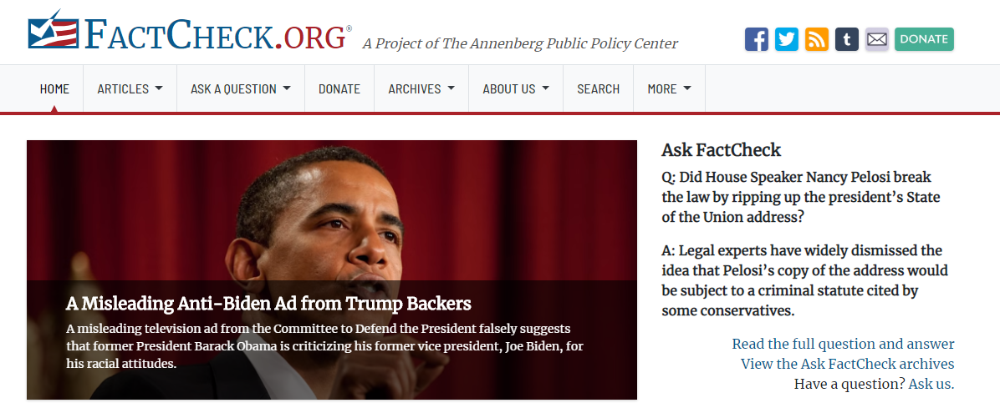 FACTCHECK.ORG® A Project of The Annenberg Public Policy Center
f t DONATE
HOME ARTICLES ASK A QUESTION DONATE ARCHIVES ABOUT US SEARCH MORE
A Misleading Anti-Biden Ad from Trump Backers
A misleading television ad from the Committee to Defend the President falsely suggests
that former President Barack Obama is criticizing his former vice president, Joe Biden, for
his racial attitudes.
Ask FactCheck
Q: Did House Speaker Nancy Pelosi break
the law by ripping up the president’s State
of the Union address?
A: Legal experts have widely dismissed the
idea that Pelosi’s copy of the address would
be subject to a criminal statute cited by
some conservatives.
Read the full question and answer
View the Ask FactCheck archives
Have a question? Ask us.